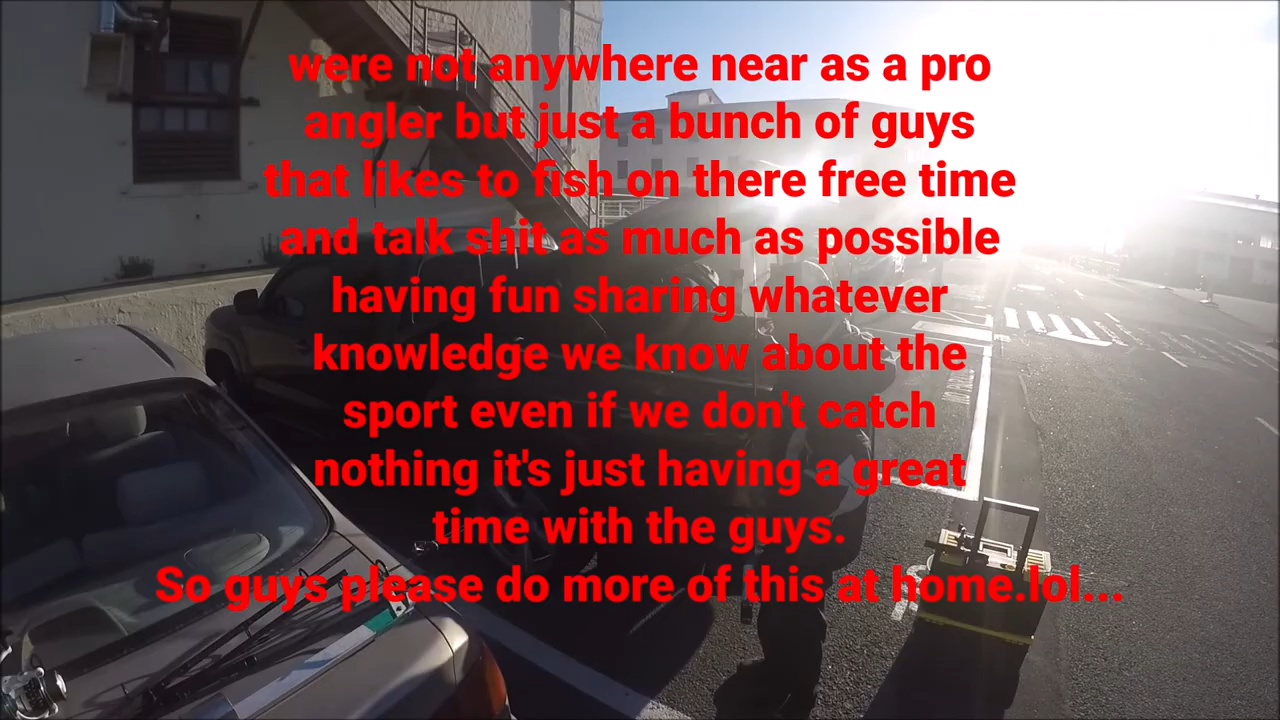 were not anywhere near as a pro
angler but just a bunch of guys
that likes to fish on there free time
and talk shit as much as possible
having fun sharing whatever
knowledge we know about the
sport even if we don't catch
nothing it's just having a great
time with the guys.
So guys please do more of this at home.lol...